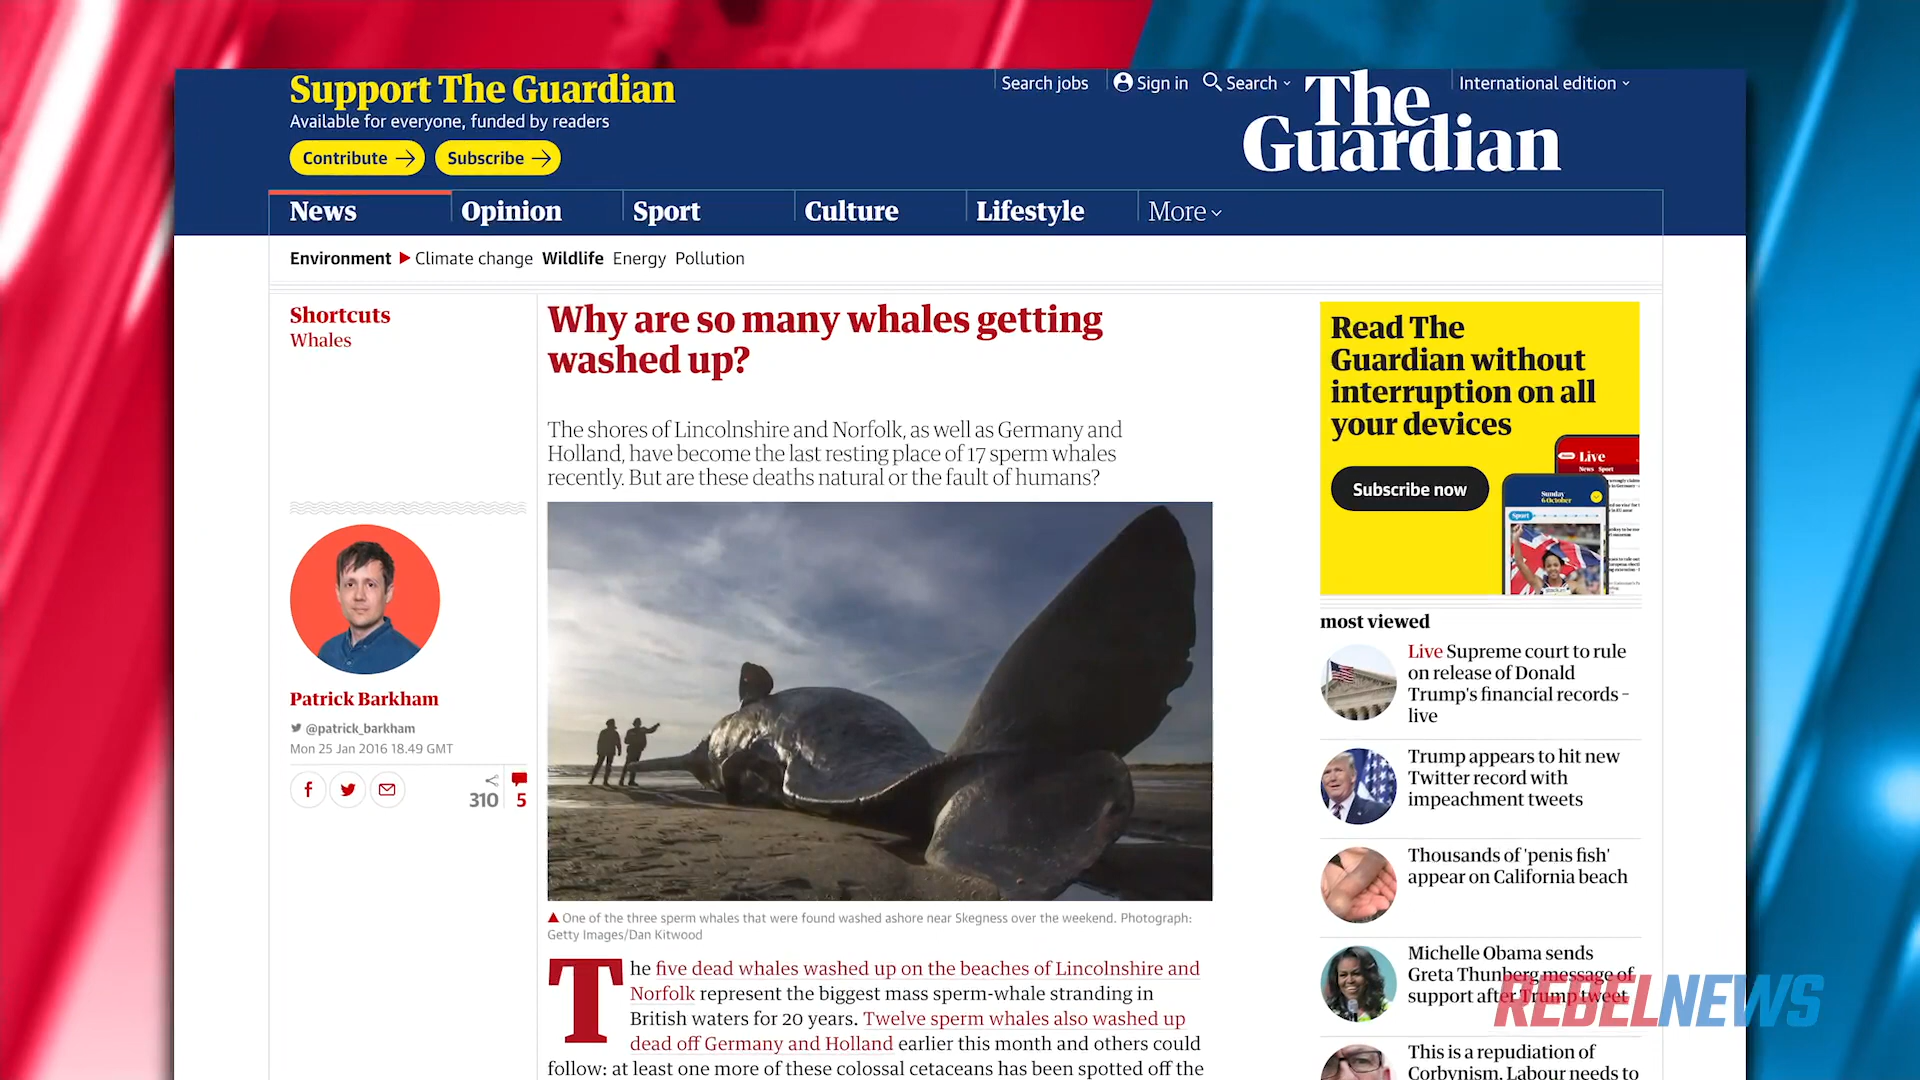 Support The Guardian
Available for everyone, funded by readers
Contribute
Subscribe
Search jobs
Sign in
Search
International edition
The
Guardian
News
Opinion
Sport
Culture
Lifestyle
More
Environment
Climate change
Wildlife
Energy
Pollution
Shortcuts
Whales
Why are so many whales getting
washed up?
The shores of Lincolnshire and Norfolk, as well as Germany and
Holland, have become the last resting place of 17 sperm whales
recently. But are these deaths natural or the fault of humans?
Patrick Barkham
@patrick_barkham
Mon 25 Jan 2016 18.49 GMT
310
5
One of the three sperm whales that were found washed ashore near Skegness over the weekend. Photograph:
Getty Images/Dan Kitwood
The five dead whales washed up on the beaches of Lincolnshire and
Norfolk represent the biggest mass sperm-whale stranding in
British waters for 20 years. Twelve sperm whales also washed up
dead off Germany and Holland earlier this month and others could
follow: at least one more of these colossal cetaceans has been spotted off the
Read The
Guardian without
interruption on all
your devices
Subscribe now
Live
News Sport
Sunday
6 October
Sport
most viewed
Live Supreme court to rule
on release of Donald
Trump's financial records –
live
Trump appears to hit new
Twitter record with
impeachment tweets
Thousands of 'penis fish'
appear on California beach
Michelle Obama sends
Greta Thunberg message of
support after Trump tweet
This is a repudiation of
Corbynism. Labour needs to
REBELNEWS